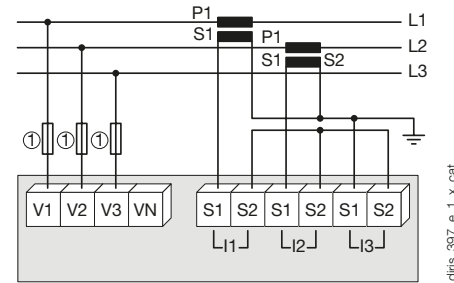 P1 L1
S1 P1 L2
S1 S2 L3
① ① ①
V1 V2 V3 VN S1 S2 S1 S2 S1 S2
I1 I2 I3
diris_397_e_1_x_cat